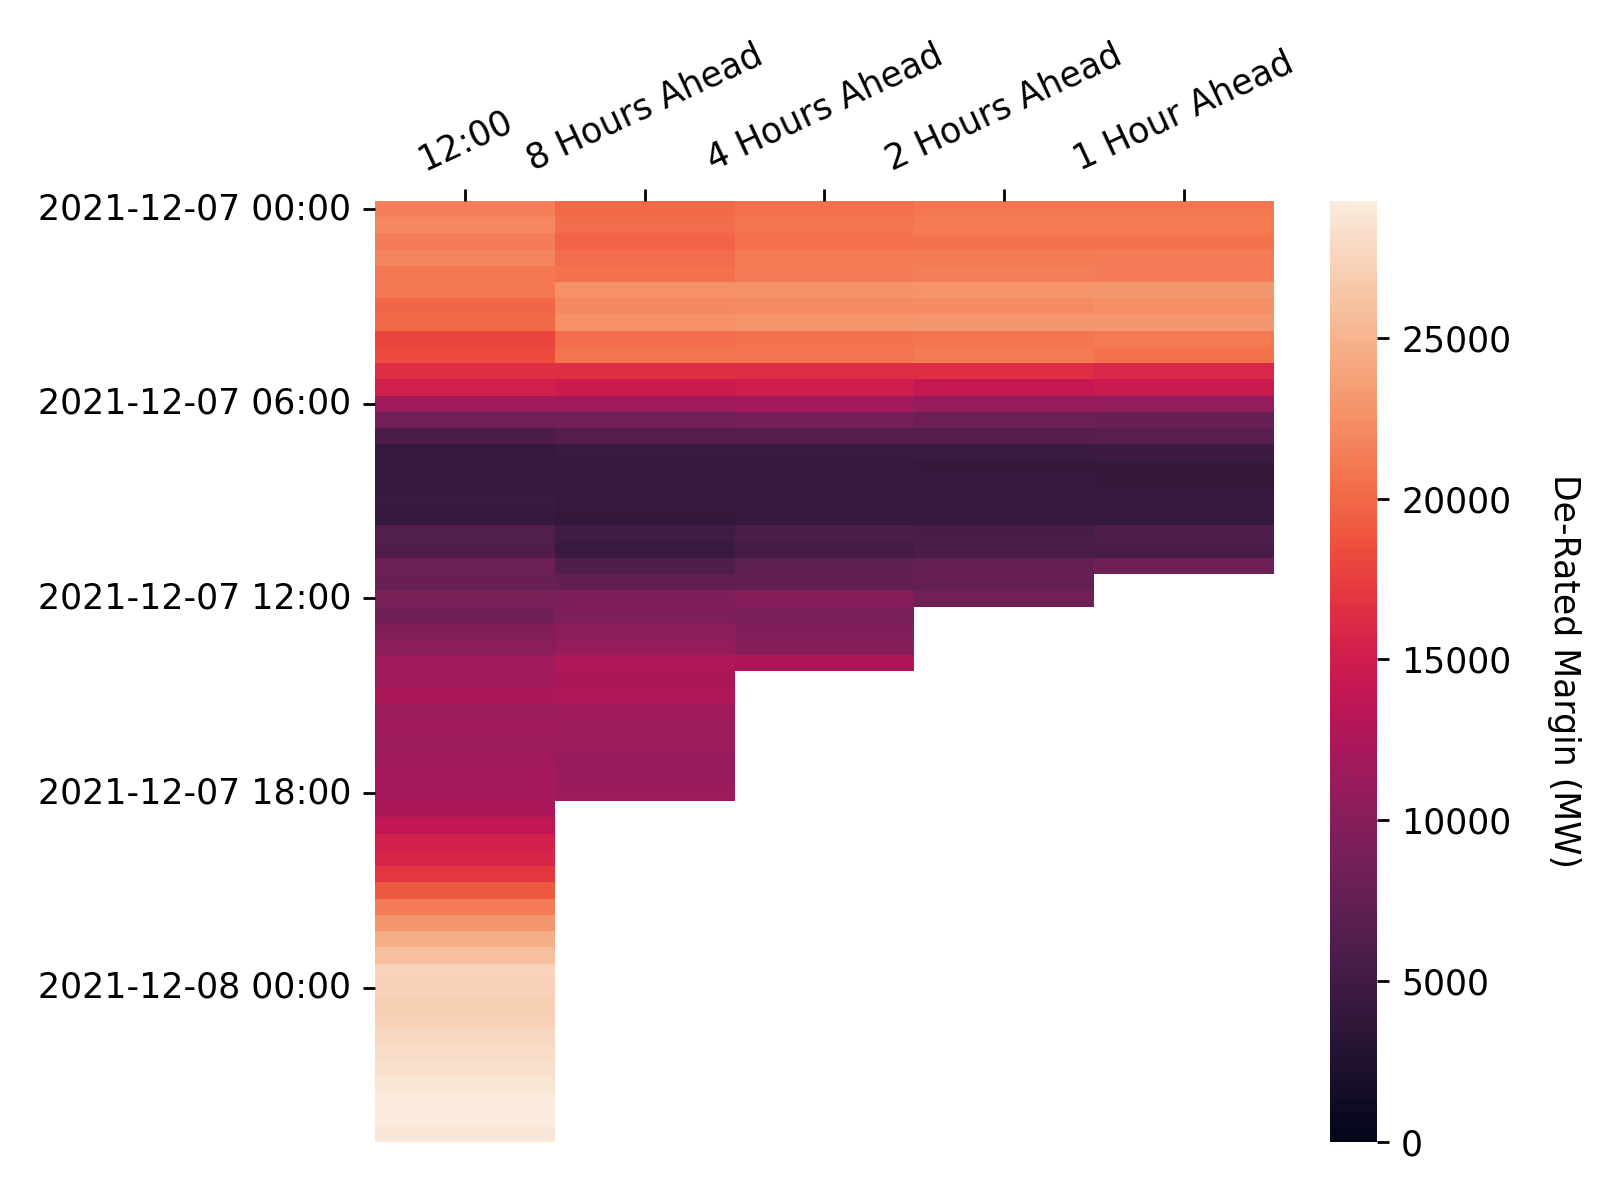 12:00
8 Hours Ahead
4 Hours Ahead
2 Hours Ahead
1 Hour Ahead
2021-12-07 00:00
2021-12-07 06:00
2021-12-07 12:00
2021-12-07 18:00
2021-12-08 00:00
25000
20000
15000
10000
5000
0
De-Rated Margin (MW)